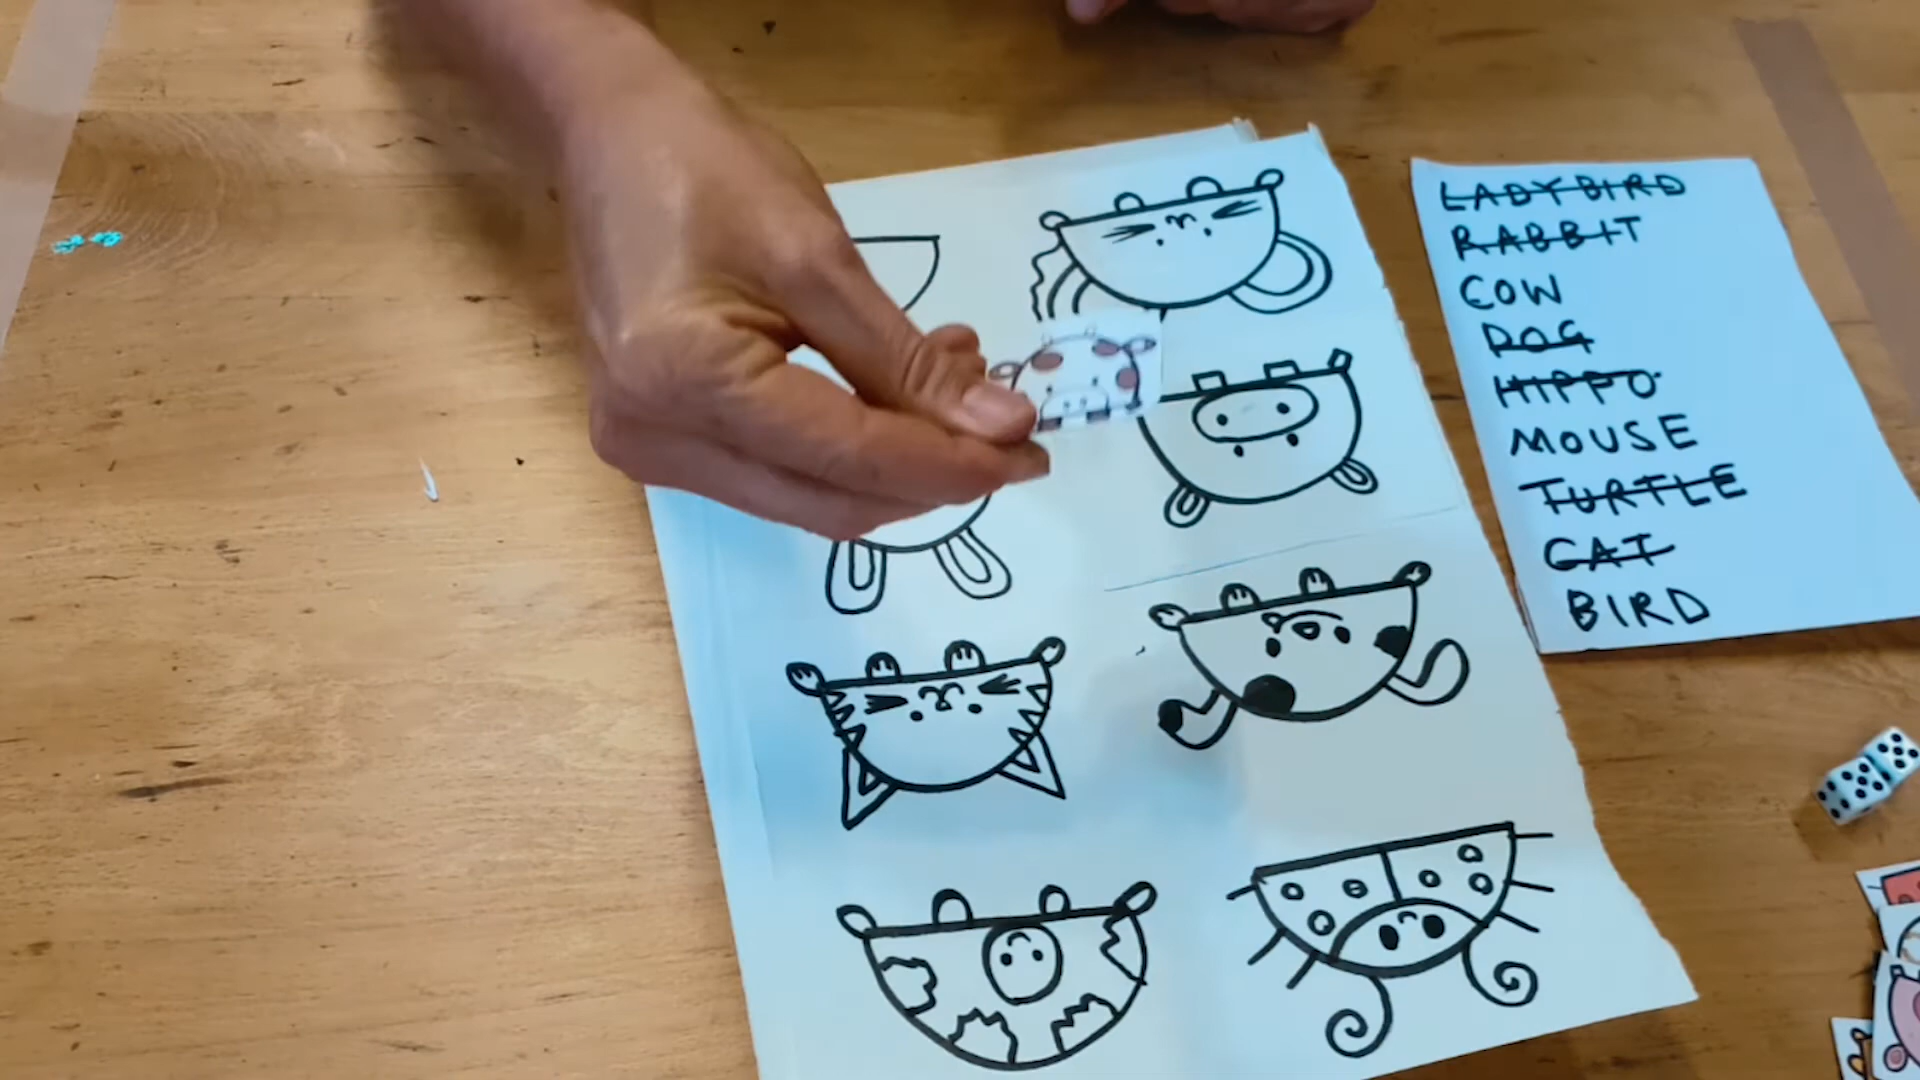 LADYBIRD
RABBIT
COW
DOG
HIPPO
MOUSE
TURTLE
CAT
BIRD